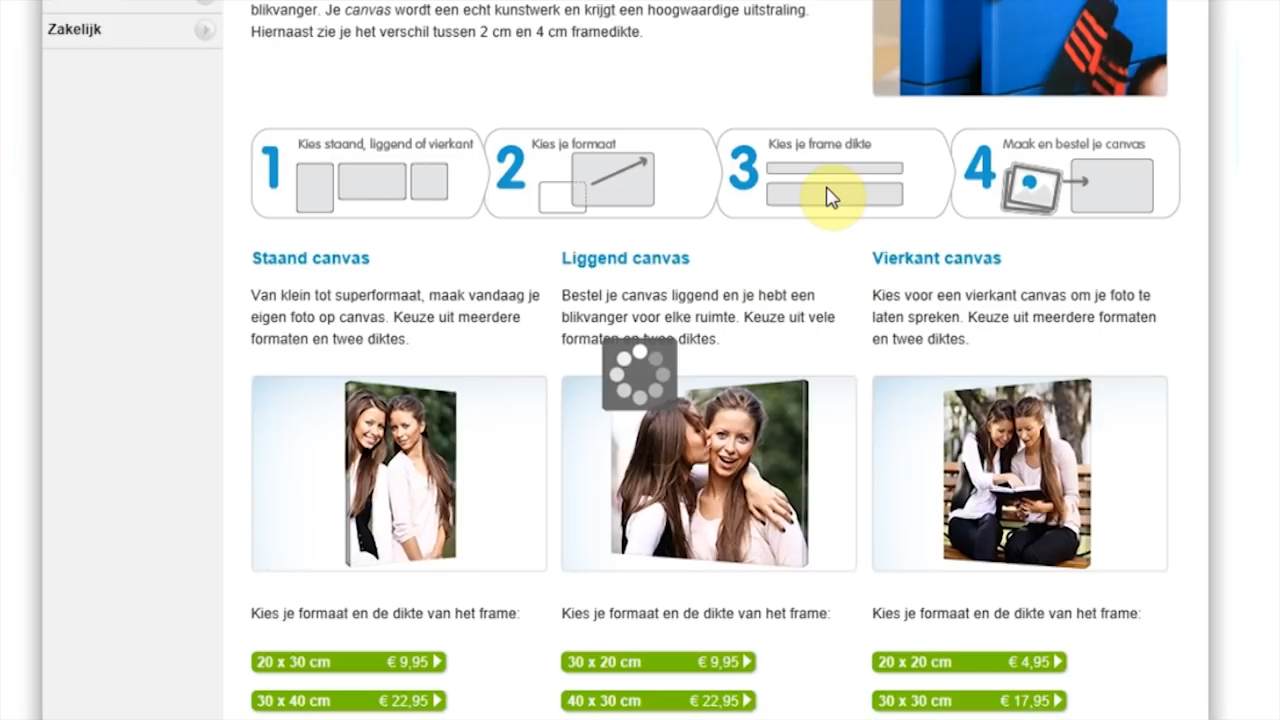 Zakelijk
blikvanger. Je canvas wordt een echt kunstwerk en krijgt een hoogwaardige uitstraling.
Hiernaast zie je het verschil tussen 2 cm en 4 cm framedikte.
1 Kies staand, liggend of vierkant
2 Kies je formaat
3 Kies je frame dikte
4 Maak en bestel je canvas
Staand canvas
Van klein tot superformaat, maak vandaag je
eigen foto op canvas. Keuze uit meerdere
formaten en twee diktes.
Liggend canvas
Bestel je canvas liggend en je hebt een
blikvanger voor elke ruimte. Keuze uit vele
formaten en twee diktes.
Vierkant canvas
Kies voor een vierkant canvas om je foto te
laten spreken. Keuze uit meerdere formaten
en twee diktes.
Kies je formaat en de dikte van het frame:
20 x 30 cm € 9,95
30 x 40 cm € 22,95
Kies je formaat en de dikte van het frame:
30 x 20 cm € 9,95
40 x 30 cm € 22,95
Kies je formaat en de dikte van het frame:
20 x 20 cm € 4,95
30 x 30 cm € 17,95